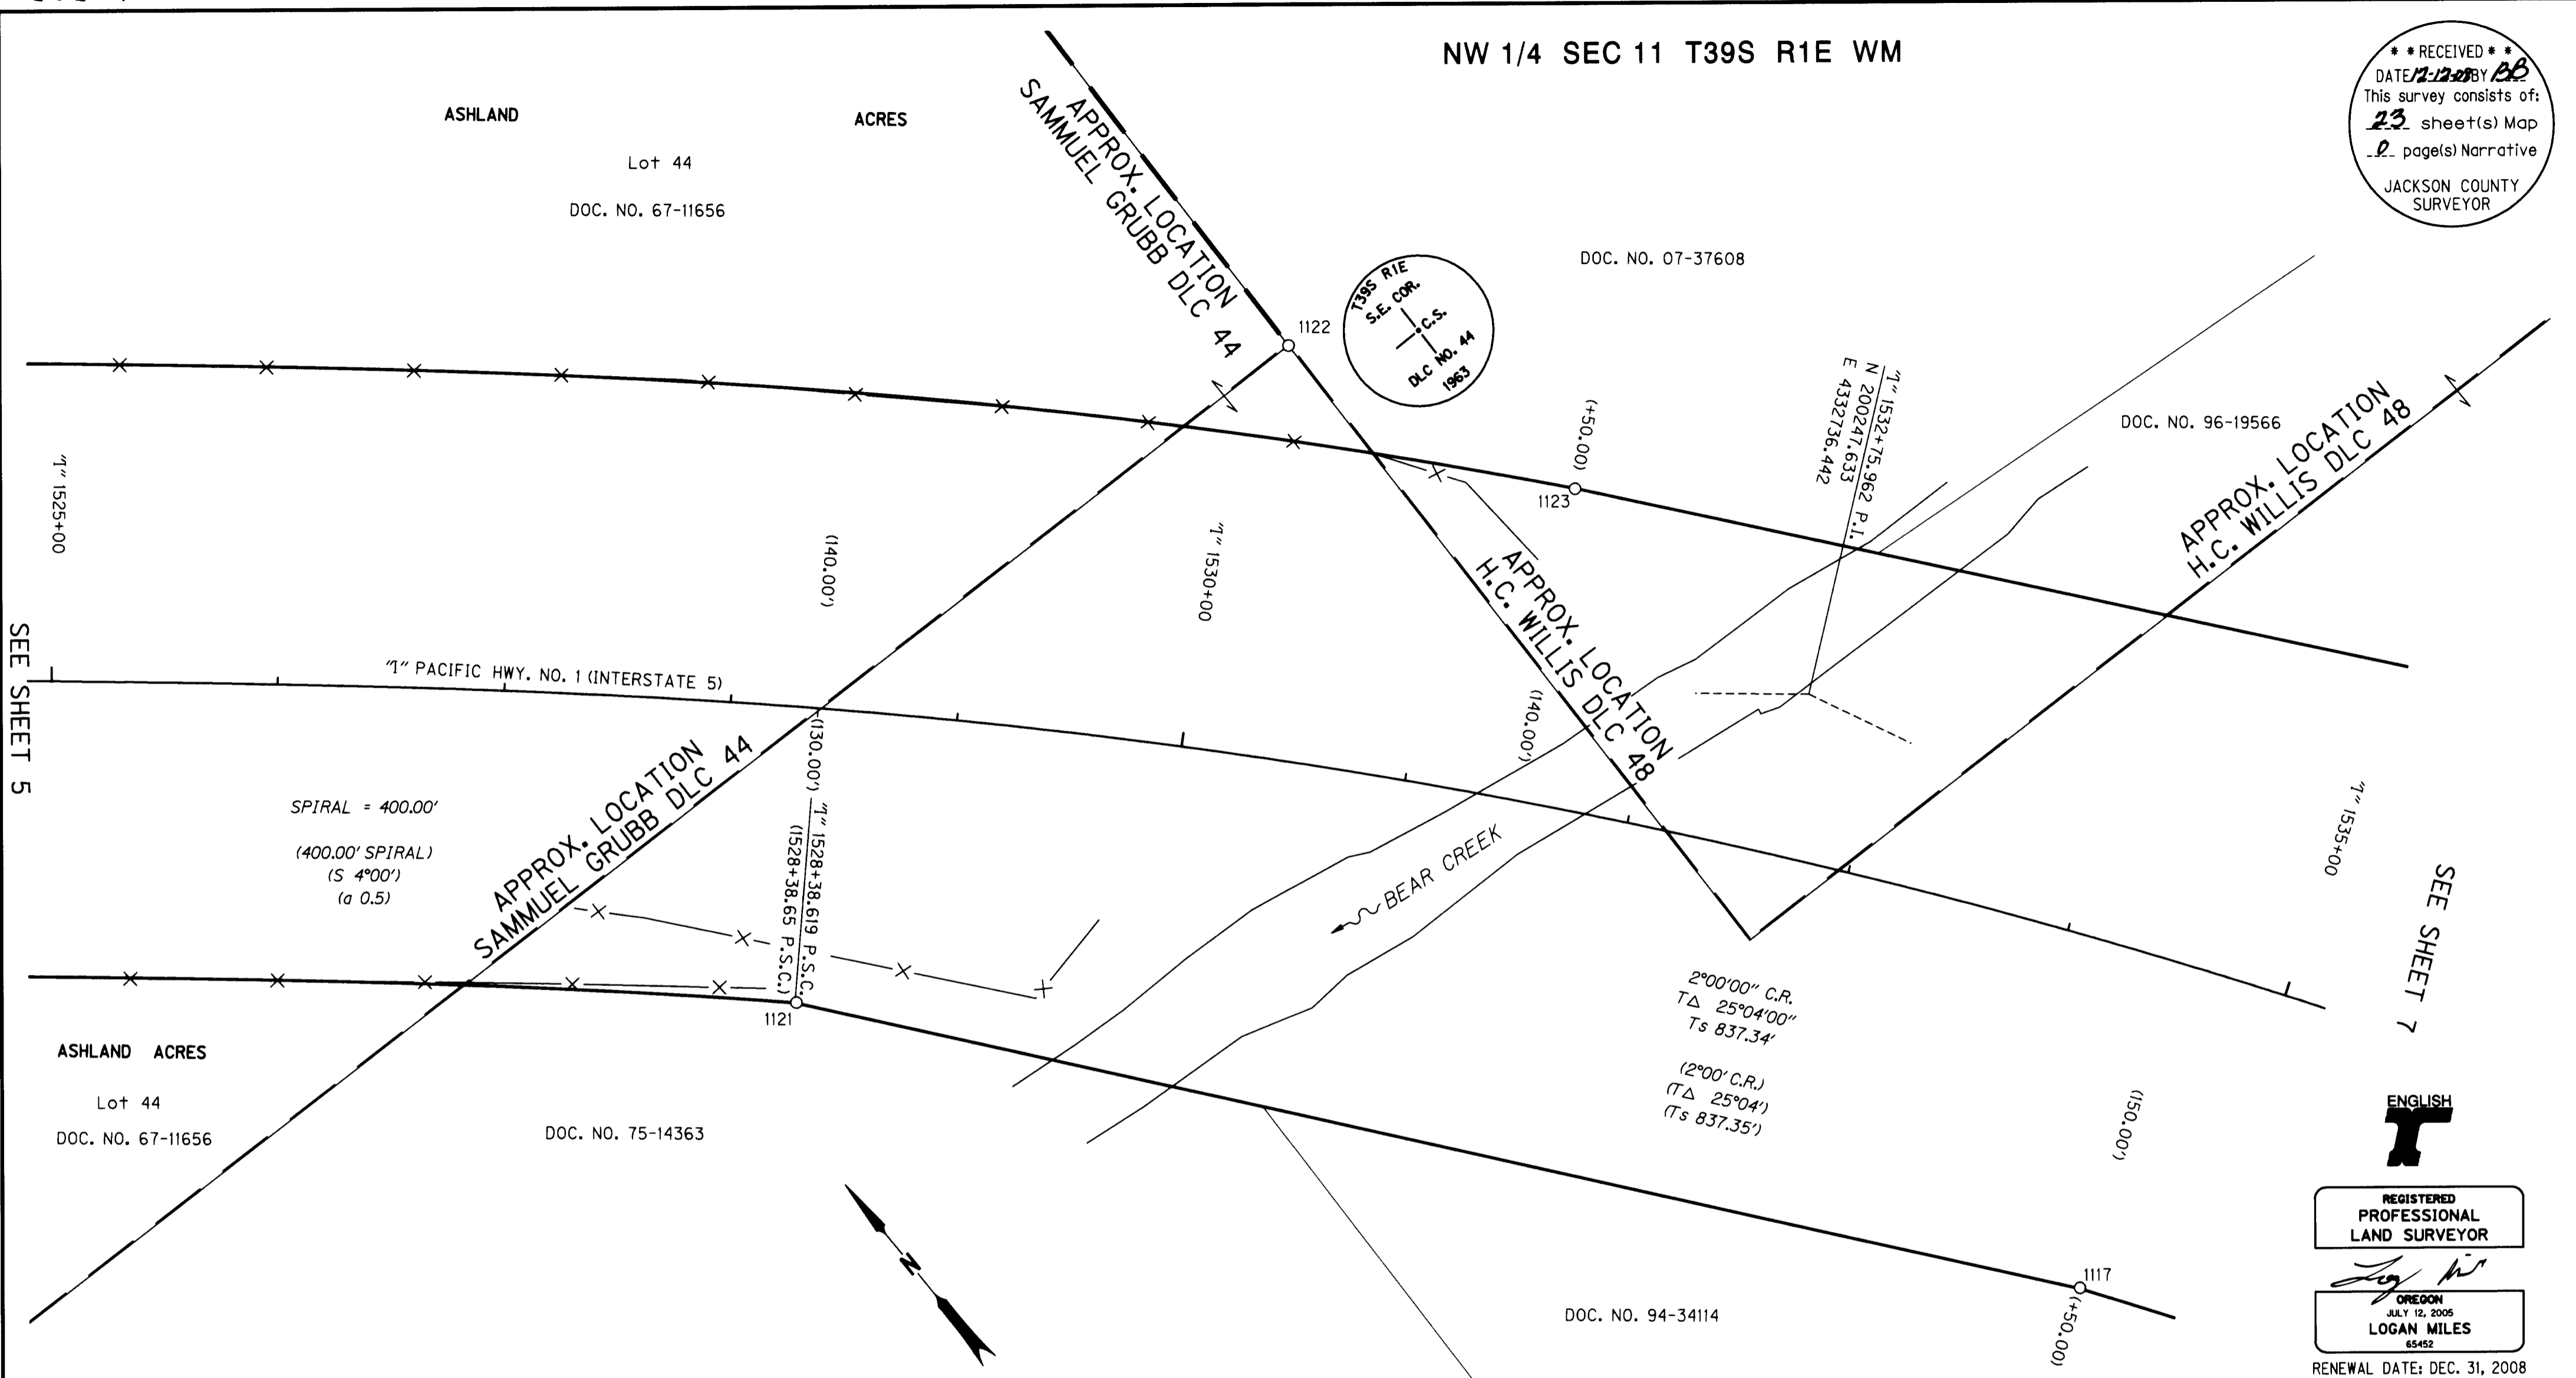 NW 1/4 SEC 11 T39S R1E WM
* * RECEIVED * *
DATE 12-12-08 BY BB
This survey consists of:
23 sheet(s) Map
0 page(s) Narrative
JACKSON COUNTY
SURVEYOR
ASHLAND ACRES
Lot 44
DOC. NO. 67-11656
APPROX. LOCATION
SAMMUEL GRUBB DLC 44
1122
T39S R1E
S.E. COR.
C.S.
DLC NO. 44
1963
DOC. NO. 07-37608
(+50.00)
1123
"I" 1532+75.962 P.I.
N 200247.633
E 4332736.442
DOC. NO. 96-19566
APPROX. LOCATION
H.C. WILLIS DLC 48
"I" 1525+00
(140.00')
"I" 1530+00
APPROX. LOCATION
H.C. WILLIS DLC 48
SEE SHEET 5
"I" PACIFIC HWY. NO. 1 (INTERSTATE 5)
(130.00')
"I" 1528+38.619 P.S.C.
(1528+38.65 P.S.C.)
(140.00')
"I" 1535+00
SPIRAL = 400.00'
(400.00' SPIRAL)
(S 4°00')
(a 0.5)
APPROX. LOCATION
SAMMUEL GRUBB DLC 44
BEAR CREEK
SEE SHEET 7
1121
2°00'00" C.R.
T∆ 25°04'00"
Ts 837.34'
(2°00' C.R.)
(T∆ 25°04')
(Ts 837.35')
ASHLAND ACRES
Lot 44
DOC. NO. 67-11656
DOC. NO. 75-14363
(150.00')
N
1117
(+50.00)
DOC. NO. 94-34114
ENGLISH
REGISTERED
PROFESSIONAL
LAND SURVEYOR
OREGON
JULY 12, 2005
LOGAN MILES
65452
RENEWAL DATE: DEC. 31, 2008